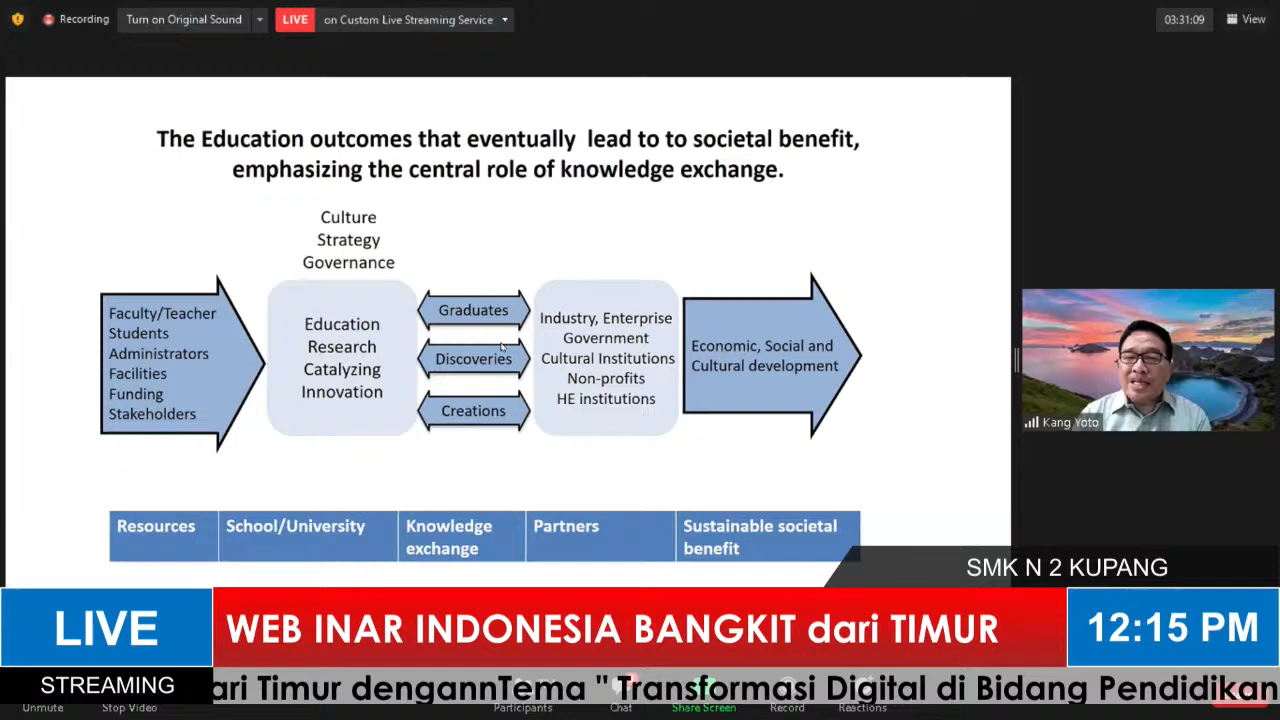 Recording
Turn on Original Sound
LIVE
on Custom Live Streaming Service
03:31:09
View
The Education outcomes that eventually lead to to societal benefit,
emphasizing the central role of knowledge exchange.
Culture
Strategy
Governance
Faculty/Teacher
Students
Administrators
Facilities
Funding
Stakeholders
Education
Research
Catalyzing
Innovation
Graduates
Discoveries
Creations
Industry, Enterprise
Government
Cultural Institutions
Non-profits
HE institutions
Economic, Social and
Cultural development
Kang Yoto
Resources
School/University
Knowledge
exchange
Partners
Sustainable societal
benefit
SMK N 2 KUPANG
LIVE
WEB INAR INDONESIA BANGKIT dari TIMUR
12:15 PM
STREAMING
ari Timur dengannTema " Transformasi Digital di Bidang Pendidikan
Unmute
Stop Video
Participants
Chat
Share Screen
Record
Reactions